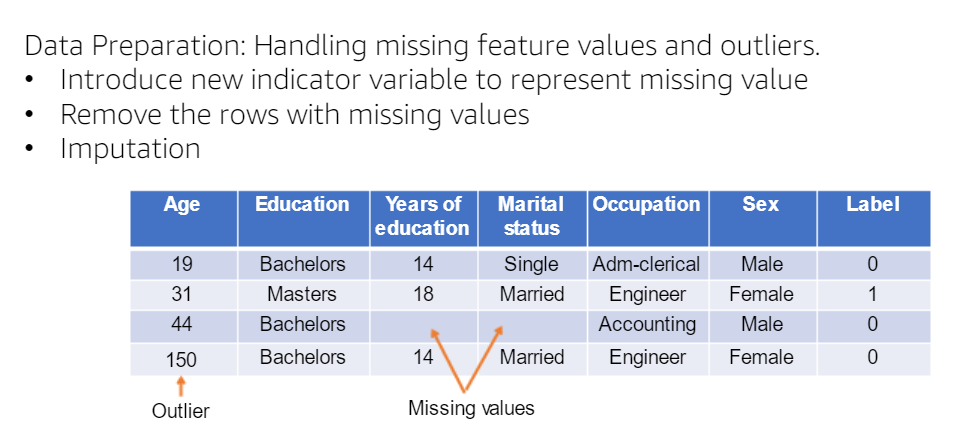 Data Preparation: Handling missing feature values and outliers.
• Introduce new indicator variable to represent missing value
• Remove the rows with missing values
• Imputation
Age Education Years of education Marital status Occupation Sex Label
19 Bachelors 14 Single Adm-clerical Male 0
31 Masters 18 Married Engineer Female 1
44 Bachelors Accounting Male 0
150 Bachelors 14 Married Engineer Female 0
Outlier Missing values